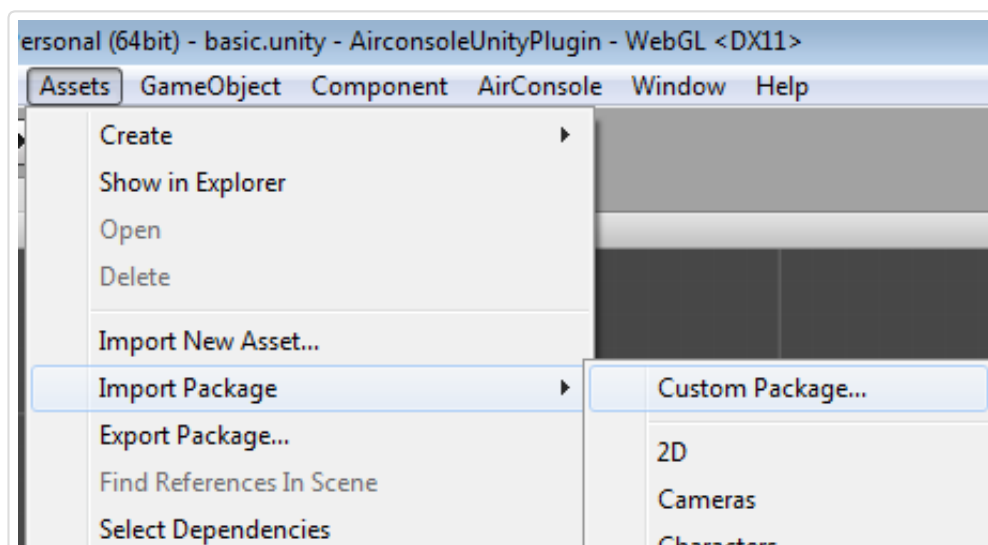 ersonal (64bit) - basic.unity - AirconsoleUnityPlugin - WebGL <DX11>
Assets GameObject Component AirConsole Window Help
Create
Show in Explorer
Open
Delete
Import New Asset...
Import Package
Custom Package...
Export Package...
2D
Find References In Scene
Cameras
Select Dependencies
Characters